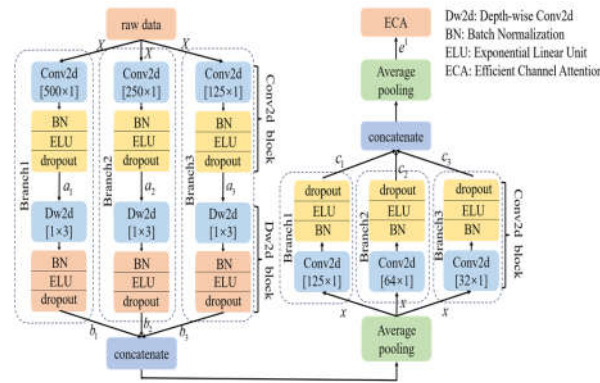 raw data
X X X
Conv2d
[500×1]
Conv2d
[250×1]
Conv2d
[125×1]
BN
ELU
dropout
BN
ELU
dropout
BN
ELU
dropout
Conv2d block
a1 a2 a3
Branch1
Branch2
Branch3
Dw2d
[1×3]
Dw2d
[1×3]
Dw2d
[1×3]
BN
ELU
dropout
BN
ELU
dropout
BN
ELU
dropout
Dw2d block
b1 b2 b3
concatenate
ECA
e1
Average
pooling
concatenate
c1 c2 c3
dropout
ELU
BN
dropout
ELU
BN
dropout
ELU
BN
Branch1
Branch2
Branch3
Conv2d
[125×1]
Conv2d
[64×1]
Conv2d
[32×1]
Conv2d block
x x x
Average
pooling
Dw2d: Depth-wise Conv2d
BN: Batch Normalization
ELU: Exponential Linear Unit
ECA: Efficient Channel Attention